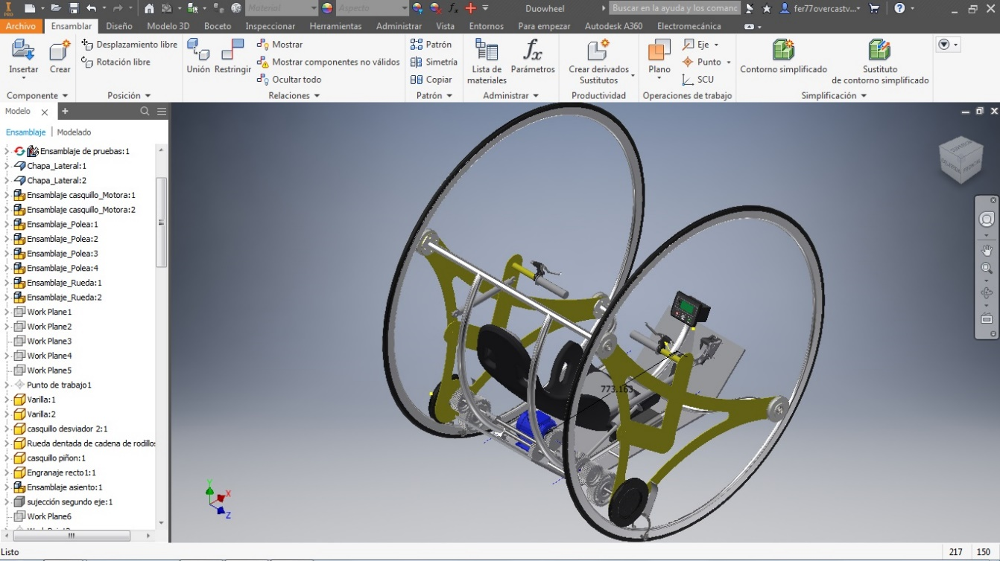 PRO
Material
Aspecto
Duowheel
Buscar en la ayuda y los comanc
fer77overcastv...
Archivo
Ensamblar
Diseño
Modelo 3D
Boceto
Inspeccionar
Herramientas
Administrar
Vista
Entornos
Para empezar
Autodesk A360
Electromecánica
Insertar
Crear
Desplazamiento libre
Rotación libre
Unión
Restringir
Mostrar
Mostrar componentes no válidos
Ocultar todo
Patrón
Simetría
Copiar
Lista de
materiales
fx
Parámetros
Crear derivados
Sustitutos
Plano
Eje
Punto
SCU
Contorno simplificado
Sustituto
de contorno simplificado
Componente
Posición
Relaciones
Patrón
Administrar
Productividad
Operaciones de trabajo
Simplificación
Modelo
Ensamblaje
Modelado
Ensamblaje de pruebas:1
Chapa_Lateral:1
Chapa_Lateral:2
Ensamblaje casquillo_Motora:1
Ensamblaje casquillo_Motora:2
Ensamblaje_Polea:1
Ensamblaje_Polea:2
Ensamblaje_Polea:3
Ensamblaje_Polea:4
Ensamblaje_Rueda:1
Ensamblaje_Rueda:2
Work Plane1
Work Plane2
Work Plane3
Work Plane4
Work Plane5
Punto de trabajo1
Varilla:1
Varilla:2
casquillo desviador 2:1
Rueda dentada de cadena de rodillo
casquillo piñon:1
Engranaje recto1:1
Ensamblaje asiento:1
sujección segundo eje:1
Work Plane6
773,163
Y
X
Z
Listo
217
150